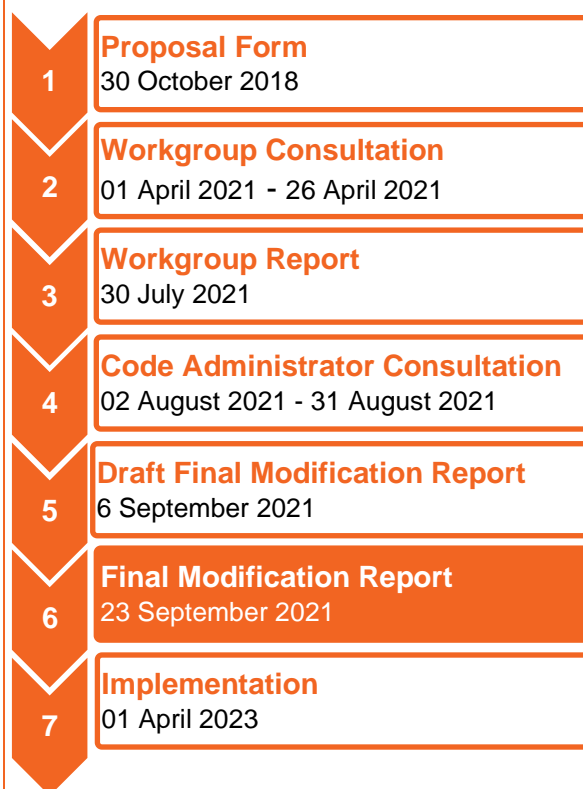 1
Proposal Form
30 October 2018
2
Workgroup Consultation
01 April 2021 - 26 April 2021
3
Workgroup Report
30 July 2021
4
Code Administrator Consultation
02 August 2021 - 31 August 2021
5
Draft Final Modification Report
6 September 2021
6
Final Modification Report
23 September 2021
7
Implementation
01 April 2023